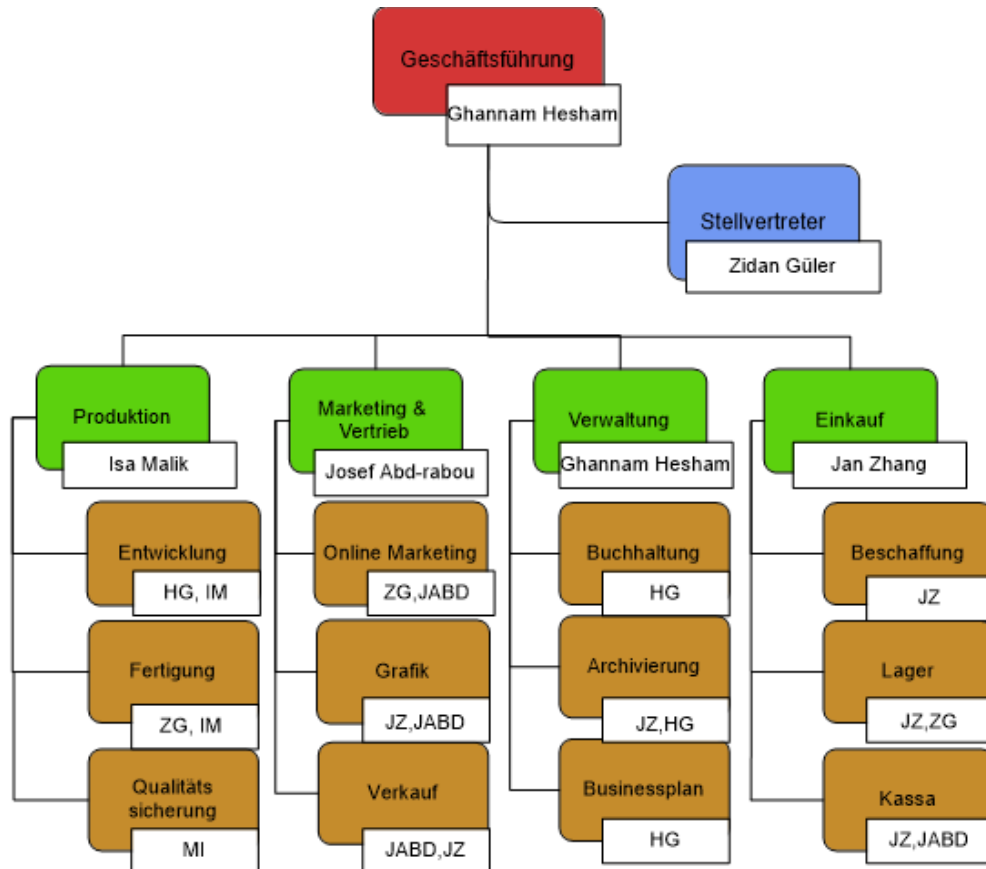 Geschäftsführung
Ghannam Hesham
Stellvertreter
Zidan Güler
Produktion
Isa Malik
Marketing &
Vertrieb
Josef Abd-rabou
Verwaltung
Ghannam Hesham
Einkauf
Jan Zhang
Entwicklung
HG, IM
Fertigung
ZG, IM
Qualitäts
sicherung
MI
Online Marketing
ZG,JABD
Grafik
JZ,JABD
Verkauf
JABD,JZ
Buchhaltung
HG
Archivierung
JZ,HG
Businessplan
HG
Beschaffung
JZ
Lager
JZ,ZG
Kassa
JZ,JABD